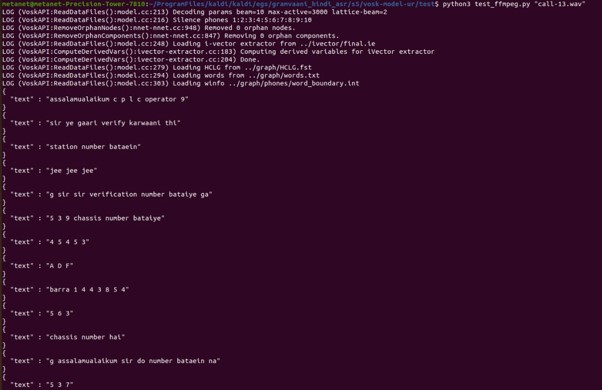 metanet@metaneet-Precision-Tower-7810:~/ProgramFiles/kaldi/kaldi/egs/gramvaani_hindi_asr/s5/vosk-model-ur/test$ python3 test_ffmpeg.py "call-13.wav"
LOG (VoskAPI:ReadDataFiles():model.cc:213) Decoding params beam=10 max-active=3000 lattice-beam=2
LOG (VoskAPI:ReadDataFiles():model.cc:216) Silence phones 1:2:3:4:5:6:7:8:9:10
LOG (VoskAPI:RemoveOrphanNodes():nnet-nnet.cc:948) Removed 0 orphan nodes.
LOG (VoskAPI:RemoveOrphanComponents():nnet-nnet.cc:847) Removing 0 orphan components.
LOG (VoskAPI:ReadDataFiles():model.cc:248) Loading i-vector extractor from ../ivector/final.ie
LOG (VoskAPI:ComputeDerivedVars():ivector-extractor.cc:183) Computing derived variables for iVector extractor
LOG (VoskAPI:ComputeDerivedVars():ivector-extractor.cc:204) Done.
LOG (VoskAPI:ReadDataFiles():model.cc:279) Loading HCLG from ../graph/HCLG.fst
LOG (VoskAPI:ReadDataFiles():model.cc:294) Loading words from ../graph/words.txt
LOG (VoskAPI:ReadDataFiles():model.cc:303) Loading winfo ../graph/phones/word_boundary.int
{
"text" : "assalamualaikum c p l c operator 9"
}
{
"text" : "sir ye gaari verify karwaani thi"
}
{
"text" : "station number bataein"
}
{
"text" : "jee jee jee"
}
{
"text" : "g sir sir verification number bataiye ga"
}
{
"text" : "5 3 9 chassis number bataiye"
}
{
"text" : "4 5 4 5 3"
}
{
"text" : "A D F"
}
{
"text" : "barra 1 4 4 3 8 5 4"
}
{
"text" : "5 6 3"
}
{
"text" : "chassis number hai"
}
{
"text" : "g assalamualaikum sir do number bataein na"
}
{
"text" : "5 3 7"